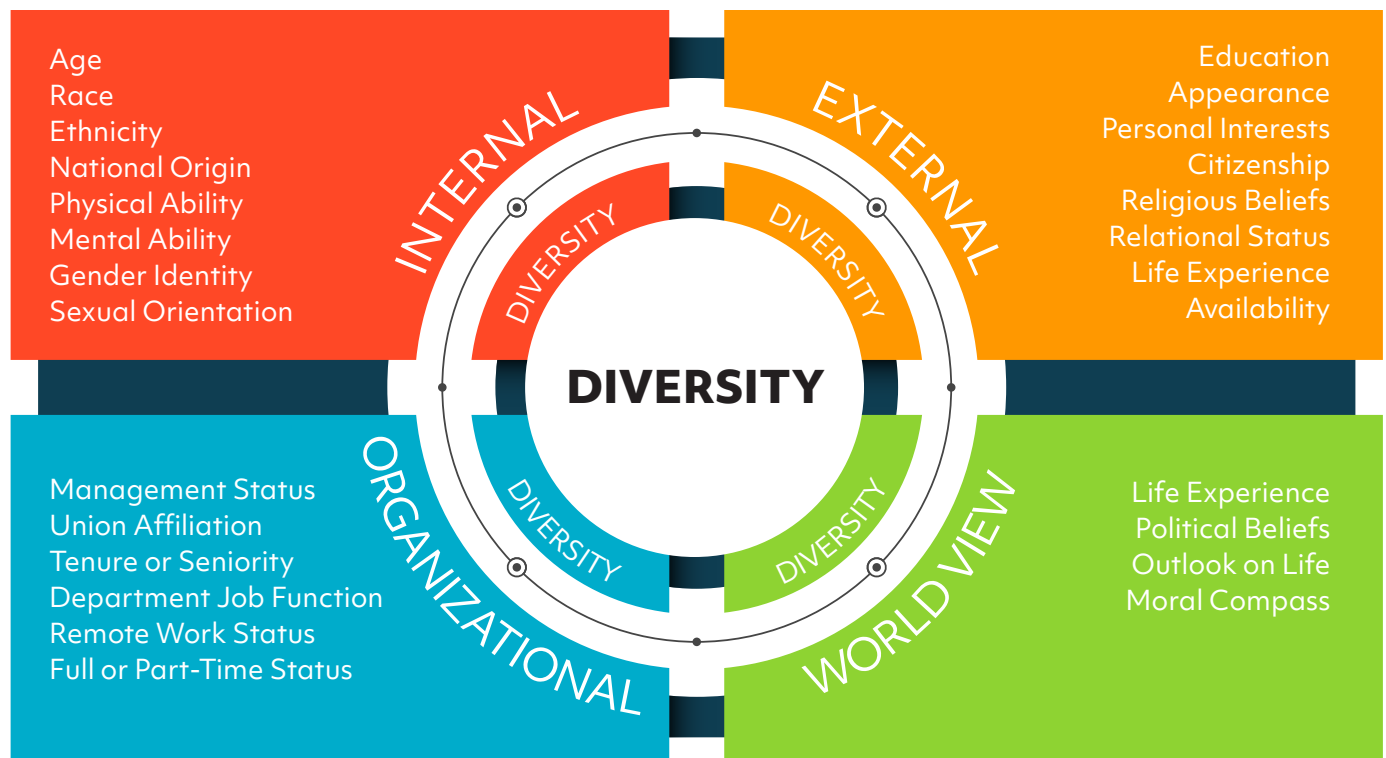 INTERNAL
DIVERSITY
Age
Race
Ethnicity
National Origin
Physical Ability
Mental Ability
Gender Identity
Sexual Orientation
EXTERNAL
DIVERSITY
Education
Appearance
Personal Interests
Citizenship
Religious Beliefs
Relational Status
Life Experience
Availability
DIVERSITY
ORGANIZATIONAL
DIVERSITY
Management Status
Union Affiliation
Tenure or Seniority
Department Job Function
Remote Work Status
Full or Part-Time Status
WORLD VIEW
DIVERSITY
Life Experience
Political Beliefs
Outlook on Life
Moral Compass